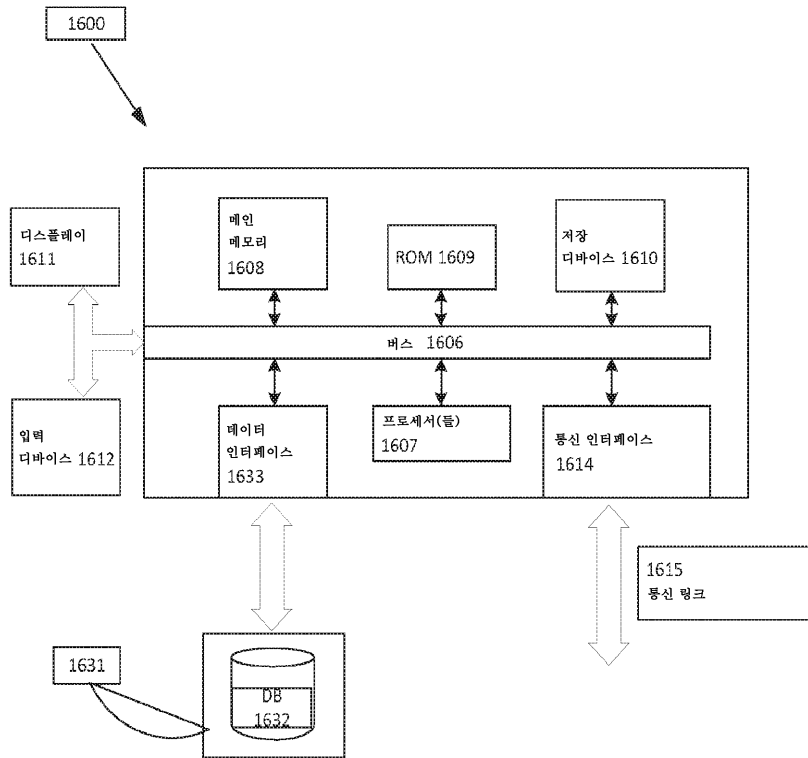 1600
디스플레이
1611
메인
메모리
1608
ROM 1609
저장
디바이스 1610
버스 1606
입력
디바이스 1612
데이터
인터페이스
1633
프로세서(들)
1607
통신 인터페이스
1614
1615
통신 링크
1631
DB
1632